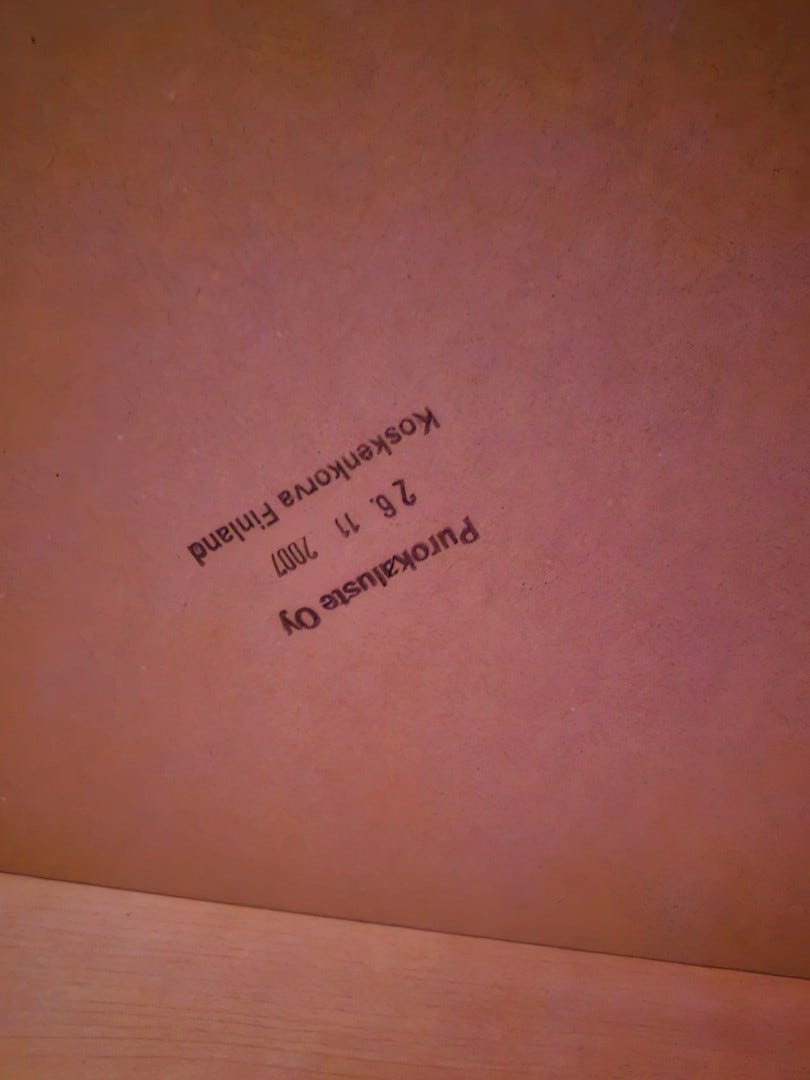 Purokaluste Oy
26. 11 2007
Koskenkorva Finland